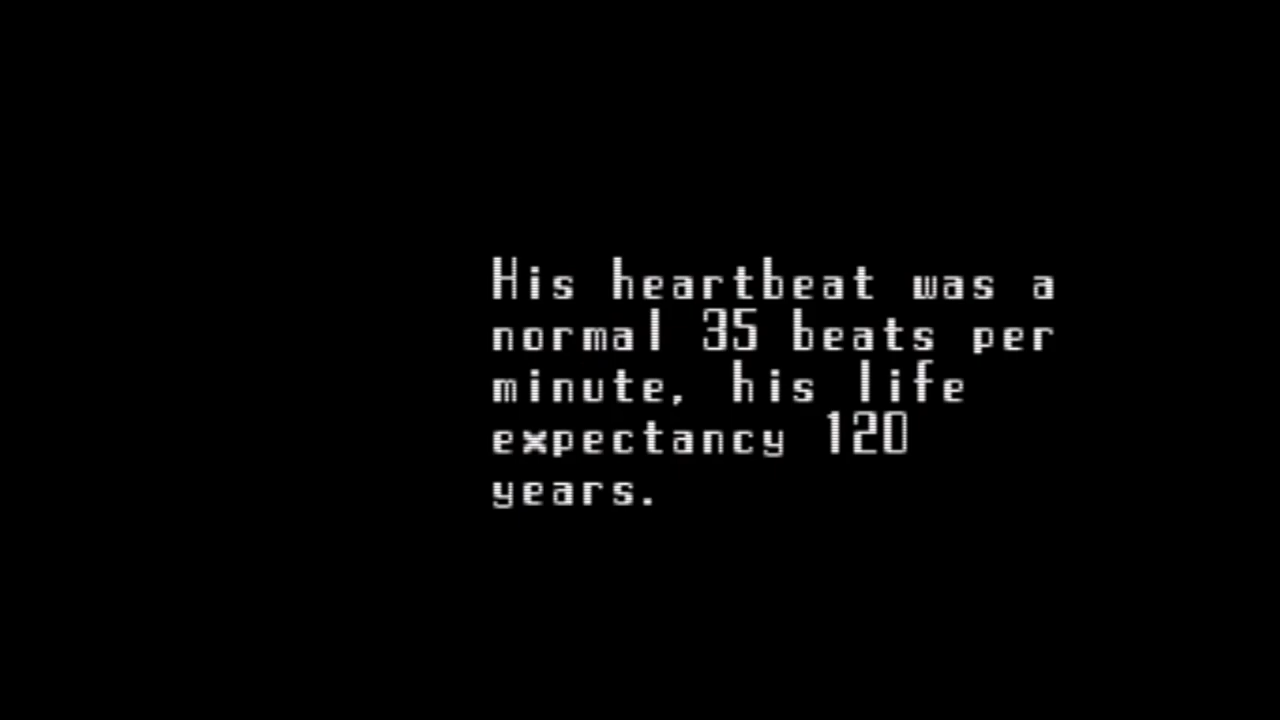 His heartbeat was a
normal 35 beats per
minute, his life
expectancy 120
years.